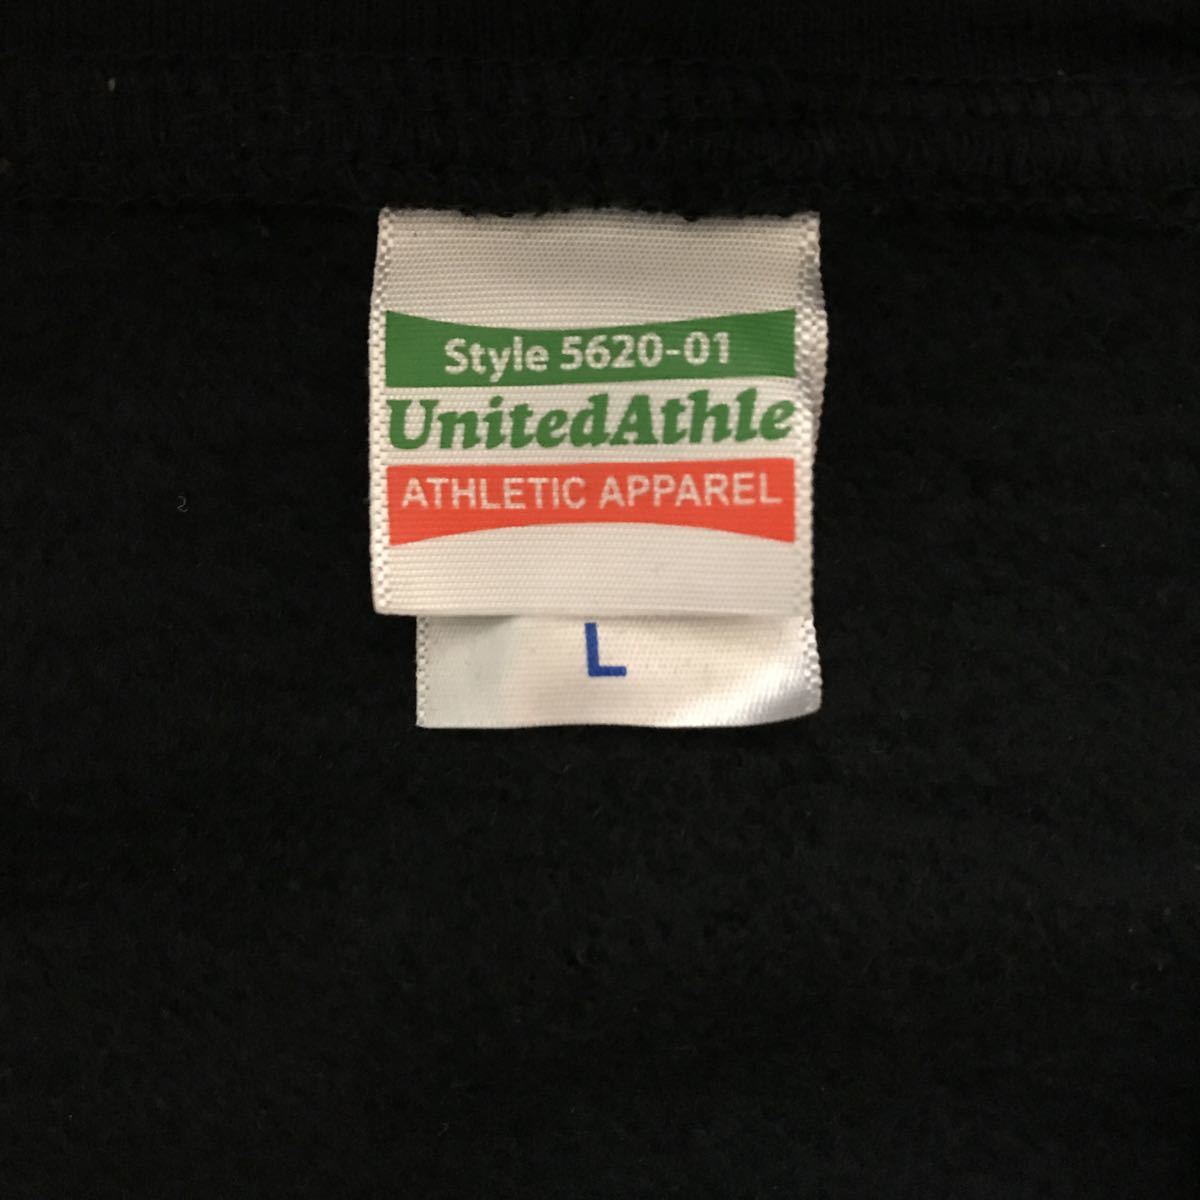 Style 5620-01
UnitedAthle
ATHLETIC APPAREL
L